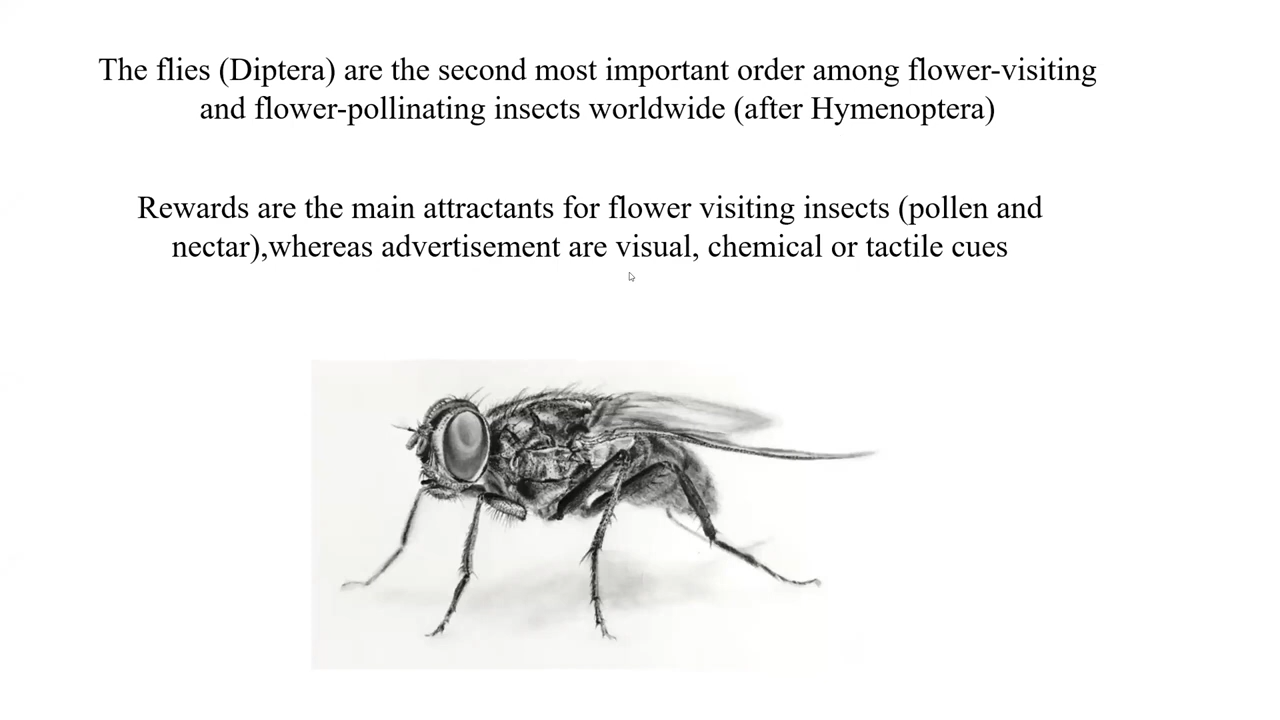 The flies (Diptera) are the second most important order among flower-visiting
and flower-pollinating insects worldwide (after Hymenoptera)
Rewards are the main attractants for flower visiting insects (pollen and
nectar),whereas advertisement are visual, chemical or tactile cues